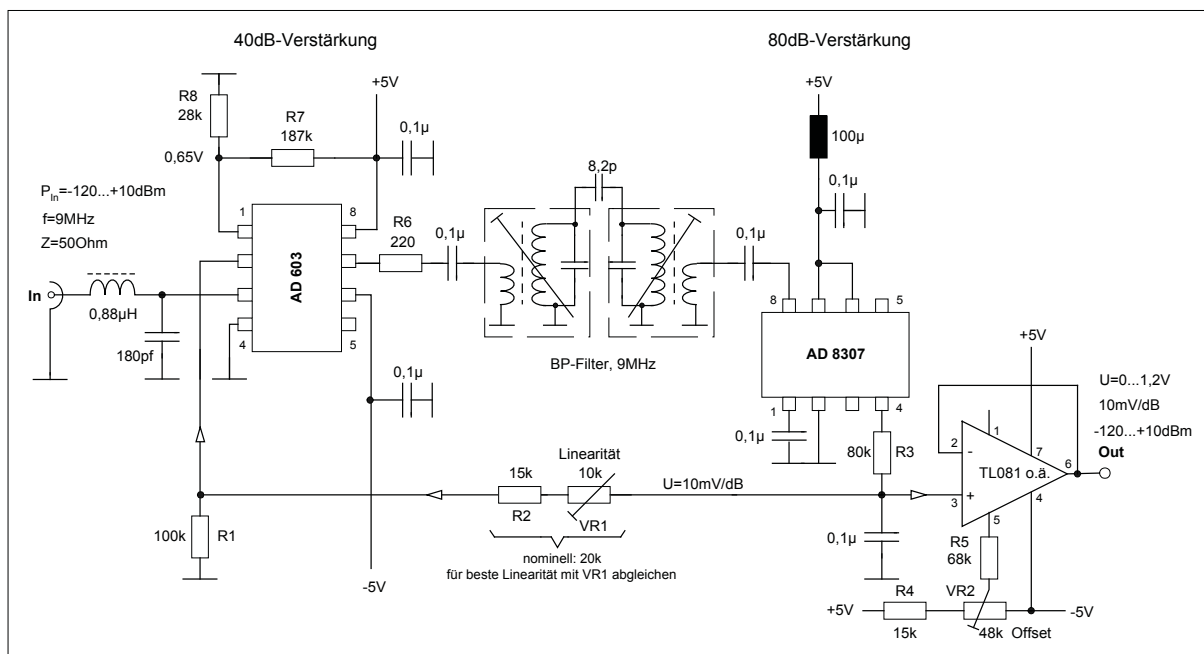 40dB-Verstärkung
80dB-Verstärkung
+5V
+5V
R8
28k
R7
187k
0,1µ
100µ
0,65V
8,2p
0,1µ
P_In=-120...+10dBm
f=9MHz
Z=50Ohm
1
8
R6
220
0,1µ
0,1µ
AD 603
In
0,88µH
180pf
4
5
8
5
AD 8307
BP-Filter, 9MHz
0,1µ
1
4
0,1µ
+5V
U=0...1,2V
10mV/dB
-120...+10dBm
Out
80k
R3
1
2
-
7
6
TL081 o.ä.
+
3
4
5
Linearität
15k
10k
U=10mV/dB
R2
VR1
100k
R1
nominell: 20k
für beste Linearität mit VR1 abgleichen
0,1µ
R5
68k
-5V
R4
VR2
+5V
-5V
15k
48k
Offset